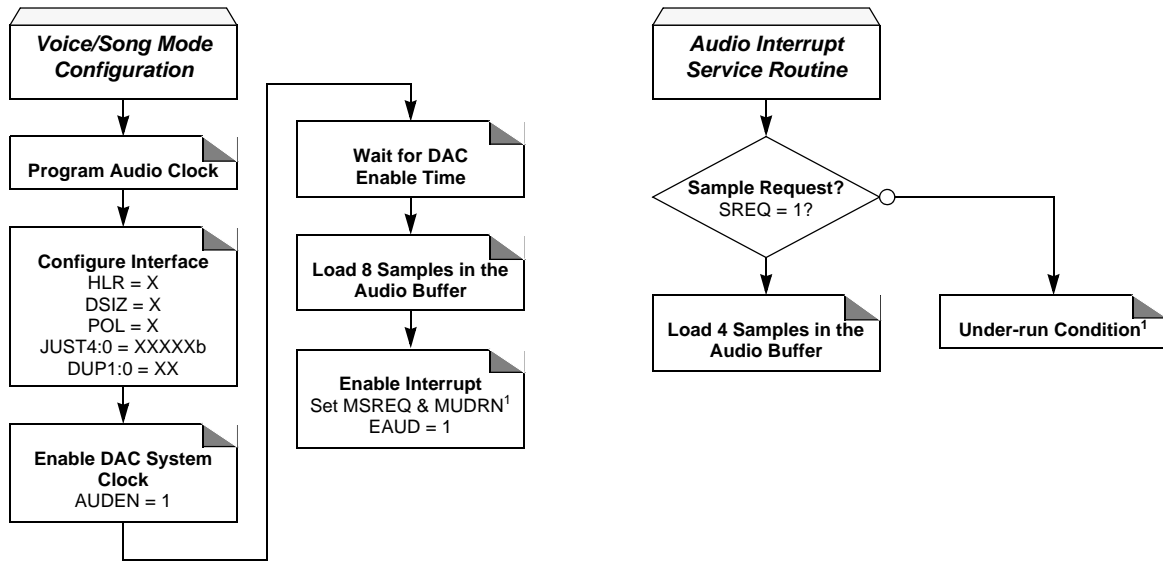 Voice/Song Mode
Configuration
Program Audio Clock
Configure Interface
HLR = X
DSIZ = X
POL = X
JUST4:0 = XXXXXb
DUP1:0 = XX
Enable DAC System
Clock
AUDEN = 1
Wait for DAC
Enable Time
Load 8 Samples in the
Audio Buffer
Enable Interrupt
Set MSREQ & MUDRN¹
EAUD = 1
Audio Interrupt
Service Routine
Sample Request?
SREQ = 1?
Load 4 Samples in the
Audio Buffer
Under-run Condition¹